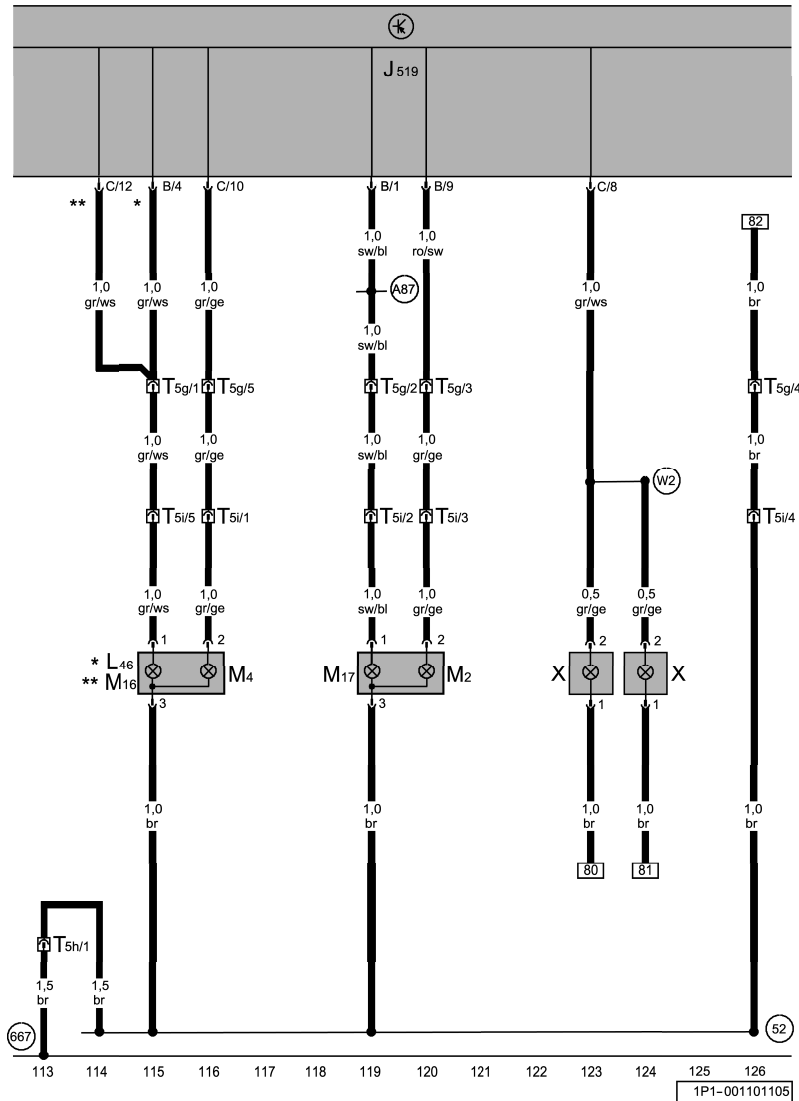 J 519
C/12 B/4 C/10 B/1 B/9 C/8
** *
82
1,0 1,0
sw/bl ro/sw
A87
1,0 1,0 1,0 1,0 1,0
gr/ws gr/ws gr/ge gr/ws br
1,0
sw/bl
T5g/1 T5g/5 T5g/2 T5g/3 T5g/4
1,0 1,0 1,0 1,0 1,0
gr/ws gr/ge sw/bl gr/ge br
W2
T5i/5 T5i/1 T5i/2 T5i/3 T5i/4
1,0 1,0 1,0 1,0 0,5 0,5
gr/ws gr/ge sw/bl gr/ge gr/ge gr/ge
1 2 1 2 2 2
* L46
** M16 M4 M17 M2 X X
3 3 1 1
1,0 1,0 1,0 1,0 1,0
br br br br br
80 81
T5h/1
1,5 1,5
br br
667 52
113 114 115 116 117 118 119 120 121 122 123 124 125 126
1P1-001101105